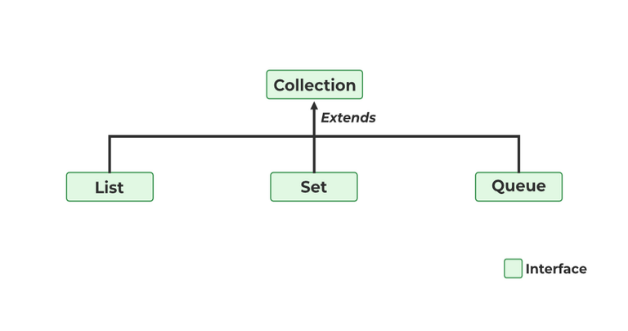 Collection
Extends
List
Set
Queue
Interface